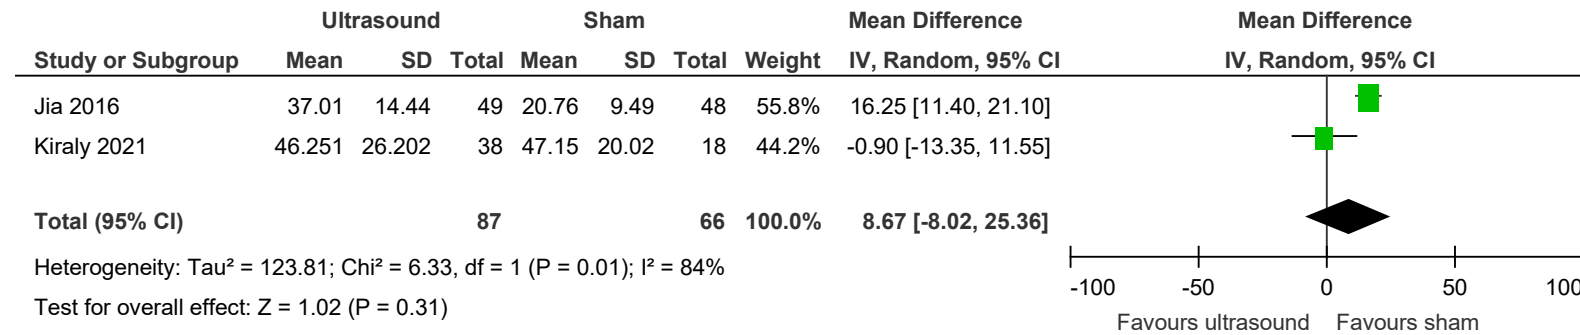 Ultrasound Sham Mean Difference Mean Difference
Study or Subgroup Mean SD Total Mean SD Total Weight IV, Random, 95% CI IV, Random, 95% CI
Jia 2016 37.01 14.44 49 20.76 9.49 48 55.8% 16.25 [11.40, 21.10]
Kiraly 2021 46.251 26.202 38 47.15 20.02 18 44.2% -0.90 [-13.35, 11.55]
Total (95% CI) 87 66 100.0% 8.67 [-8.02, 25.36]
Heterogeneity: Tau² = 123.81; Chi² = 6.33, df = 1 (P = 0.01); I² = 84%
Test for overall effect: Z = 1.02 (P = 0.31)
-100 -50 0 50 100
Favours ultrasound Favours sham